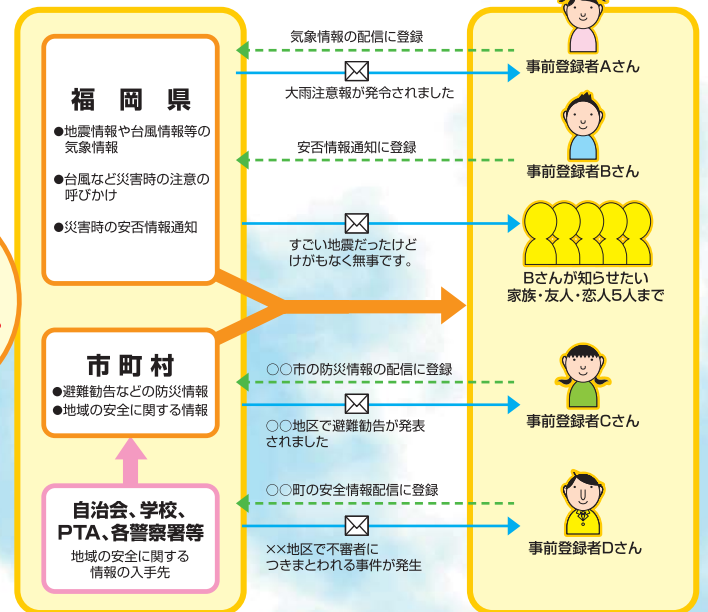 福岡県
●地震情報や台風情報等の
気象情報
●台風など災害時の注意の
呼びかけ
●災害時の安否情報通知
市町村
●避難勧告などの防災情報
●地域の安全に関する情報
自治会、学校、
PTA、各警察署等
地域の安全に関する
情報の入手先
気象情報の配信に登録
大雨注意報が発令されました
安否情報通知に登録
すごい地震だったけど
けがもなく無事です。
○○市の防災情報の配信に登録
○○地区で避難勧告が発表
されました
○○町の安全情報配信に登録
××地区で不審者に
つきまとわれる事件が発生
事前登録者Aさん
事前登録者Bさん
Bさんが知らせたい
家族・友人・恋人5人まで
事前登録者Cさん
事前登録者Dさん